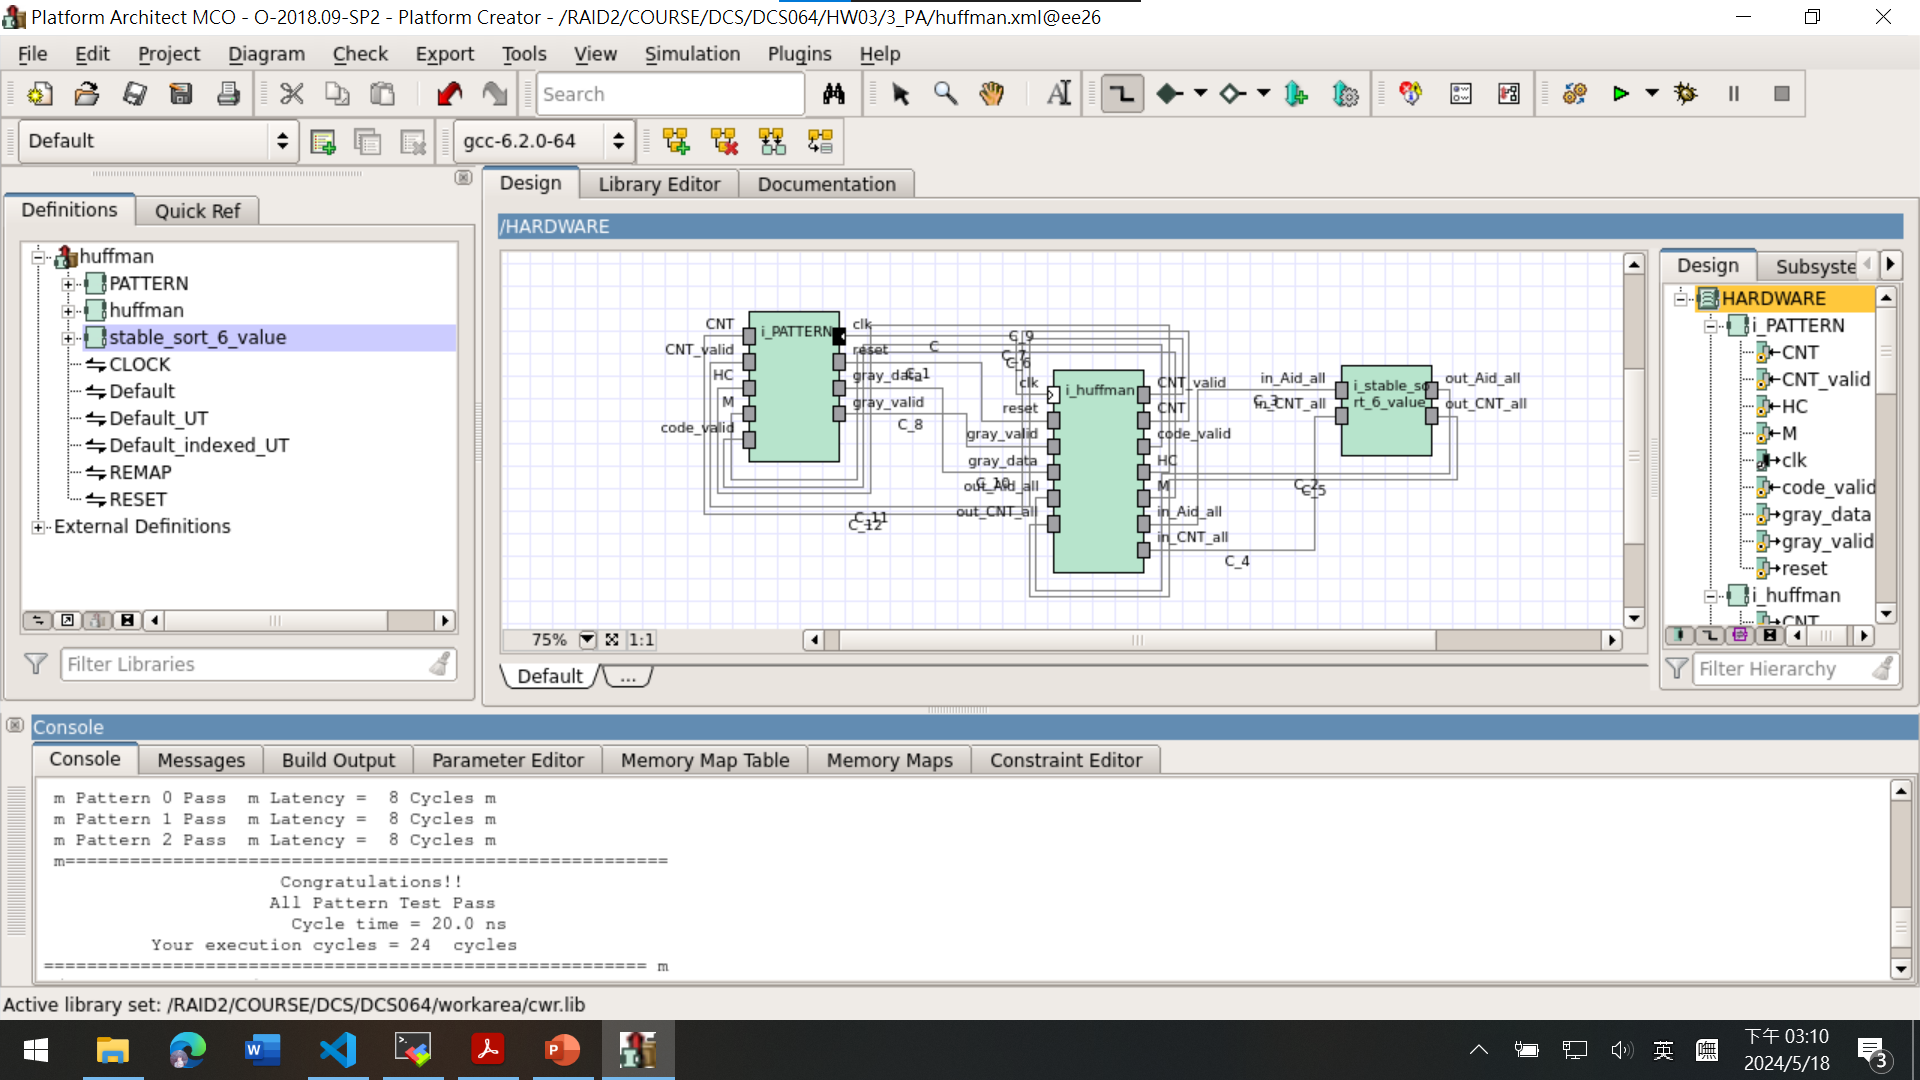 Platform Architect MCO - O-2018.09-SP2 - Platform Creator - /RAID2/COURSE/DCS/DCS064/HW03/3_PA/huffman.xml@ee26
File Edit Project Diagram Check Export Tools View Simulation Plugins Help
Search
Default
gcc-6.2.0-64
Definitions Quick Ref
huffman
PATTERN
huffman
stable_sort_6_value
CLOCK
Default
Default_UT
Default_indexed_UT
REMAP
RESET
External Definitions
Filter Libraries
Design Library Editor Documentation
/HARDWARE
CNT
CNT_valid
HC
M
code_valid
i_PATTERN
clk
reset
gray_data
gray_valid
C
C_1
C_8
C_9
C_7
C_6
clk
reset
gray_valid
gray_data
out_Aid_all
out_CNT_all
C_10
C_11
C_12
i_huffman
CNT_valid
CNT
code_valid
HC
M
in_Aid_all
in_CNT_all
C_4
C_2
C_5
C_3
in_Aid_all
in_CNT_all
i_stable_so
rt_6_value
out_Aid_all
out_CNT_all
75% 1:1
Default ...
Design Subsyste
HARDWARE
i_PATTERN
CNT
CNT_valid
HC
M
clk
code_valid
gray_data
gray_valid
reset
i_huffman
CNT
Filter Hierarchy
Console
Console Messages Build Output Parameter Editor Memory Map Table Memory Maps Constraint Editor
m Pattern 0 Pass m Latency = 8 Cycles m
m Pattern 1 Pass m Latency = 8 Cycles m
m Pattern 2 Pass m Latency = 8 Cycles m
m========================================================
Congratulations!!
All Pattern Test Pass
Cycle time = 20.0 ns
Your execution cycles = 24 cycles
======================================================== m
Active library set: /RAID2/COURSE/DCS/DCS064/workarea/cwr.lib
英
下午 03:10
2024/5/18
3